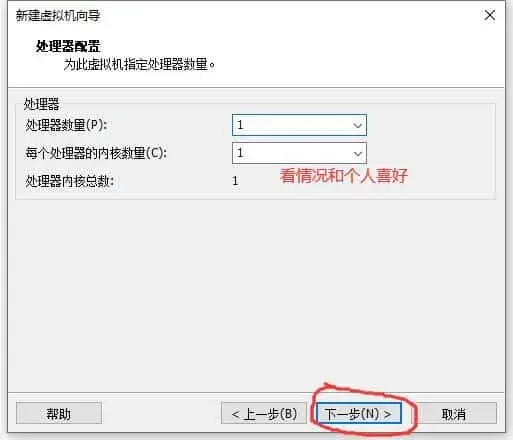 新建虚拟机向导
处理器配置
为此虚拟机指定处理器数量。
处理器
处理器数量(P): 1
每个处理器的内核数量(C): 1
处理器内核总数: 1
看情况和个人喜好
帮助 < 上一步(B) 下一步(N) > 取消